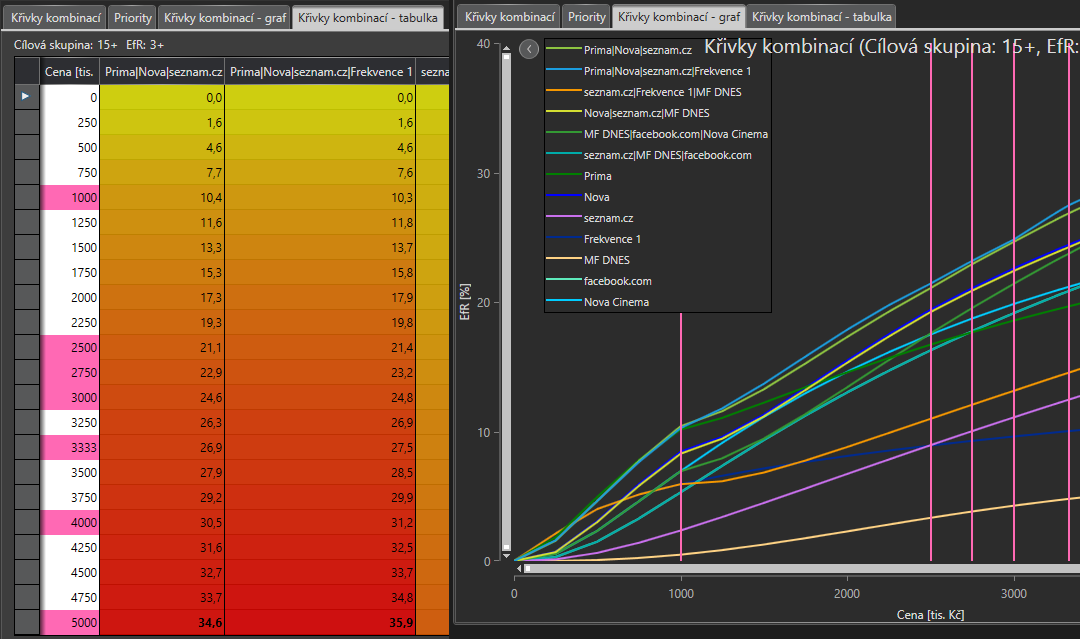 Křivky kombinací Priority Křivky kombinací - graf Křivky kombinací - tabulka
Cílová skupina: 15+ EfR: 3+
Cena [tis. Prima|Nova|seznam.cz Prima|Nova|seznam.cz|Frekvence 1 sezna
0 0,0 0,0
250 1,6 1,6
500 4,6 4,6
750 7,7 7,6
1000 10,4 10,3
1250 11,6 11,8
1500 13,3 13,7
1750 15,3 15,8
2000 17,3 17,9
2250 19,3 19,8
2500 21,1 21,4
2750 22,9 23,2
3000 24,6 24,8
3250 26,3 26,9
3333 26,9 27,5
3500 27,9 28,5
3750 29,2 29,9
4000 30,5 31,2
4250 31,6 32,5
4500 32,7 33,7
4750 33,7 34,8
5000 34,6 35,9
Křivky kombinací Priority Křivky kombinací - graf Křivky kombinací - tabulka
Křivky kombinací (Cílová skupina: 15+, EfR:
Prima|Nova|seznam.cz
Prima|Nova|seznam.cz|Frekvence 1
seznam.cz|Frekvence 1|MF DNES
Nova|seznam.cz|MF DNES
MF DNES|facebook.com|Nova Cinema
seznam.cz|MF DNES|facebook.com
Prima
Nova
seznam.cz
Frekvence 1
MF DNES
facebook.com
Nova Cinema
40
30
20
10
0
EfR [%]
0 1000 2000 3000
Cena [tis. Kč]